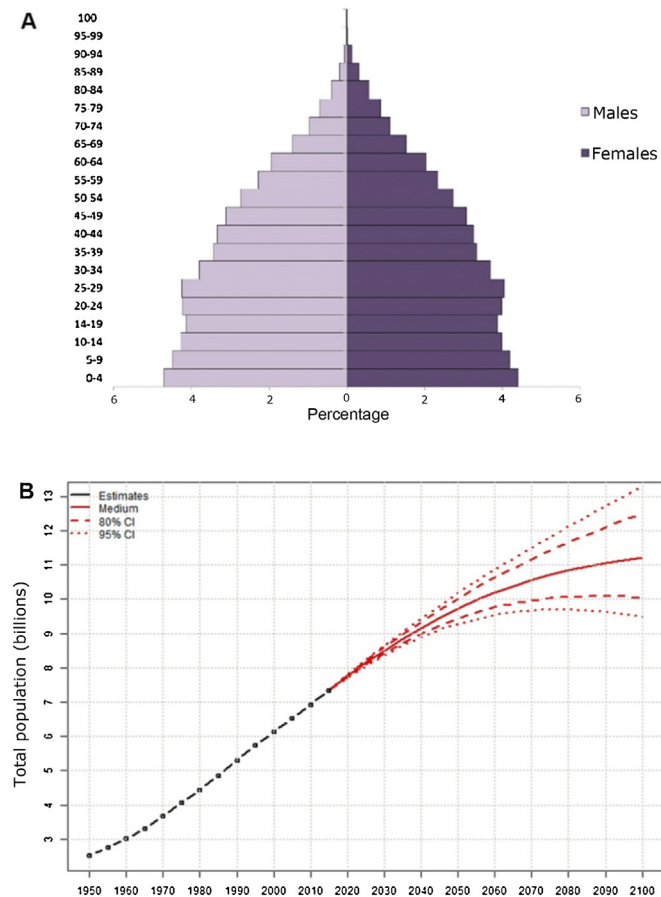 A
100
95-99
90-94
85-89
80-84
75-79
70-74
65-69
60-64
55-59
50 54
45-49
40-44
35-39
30-34
25-29
20-24
14-19
10-14
5-9
0-4
Males
Females
6 4 2 0 2 4 6
Percentage
B
Estimates
Medium
80% CI
95% CI
Total population (billions)
13
12
11
10
9
8
7
6
5
4
3
1950 1960 1970 1980 1990 2000 2010 2020 2030 2040 2050 2060 2070 2080 2090 2100